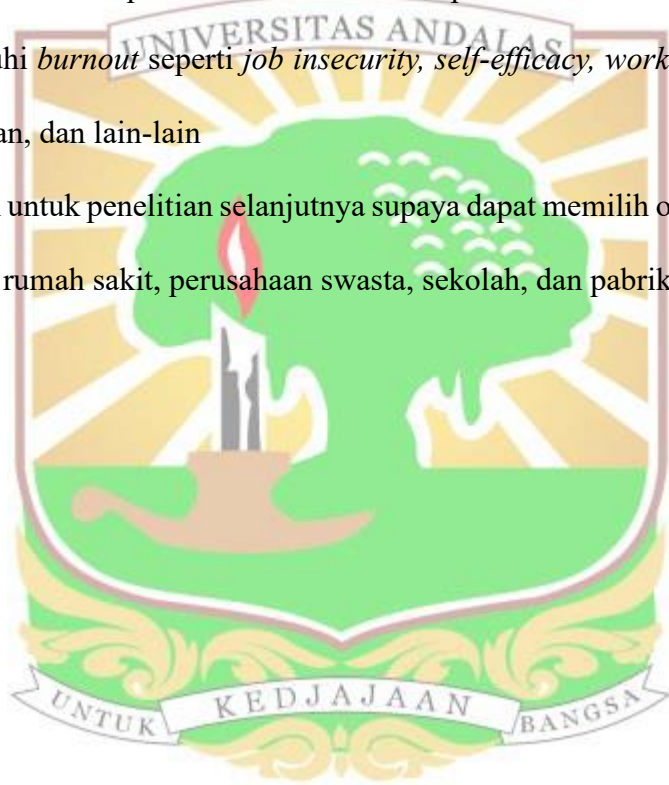 UNIVERSITAS ANDALAS
uhi burnout seperti job insecurity, self-efficacy, work
an, dan lain-lain
untuk penelitian selanjutnya supaya dapat memilih o
rumah sakit, perusahaan swasta, sekolah, dan pabrik
UNTUK KEDJAJAAN BANGSA